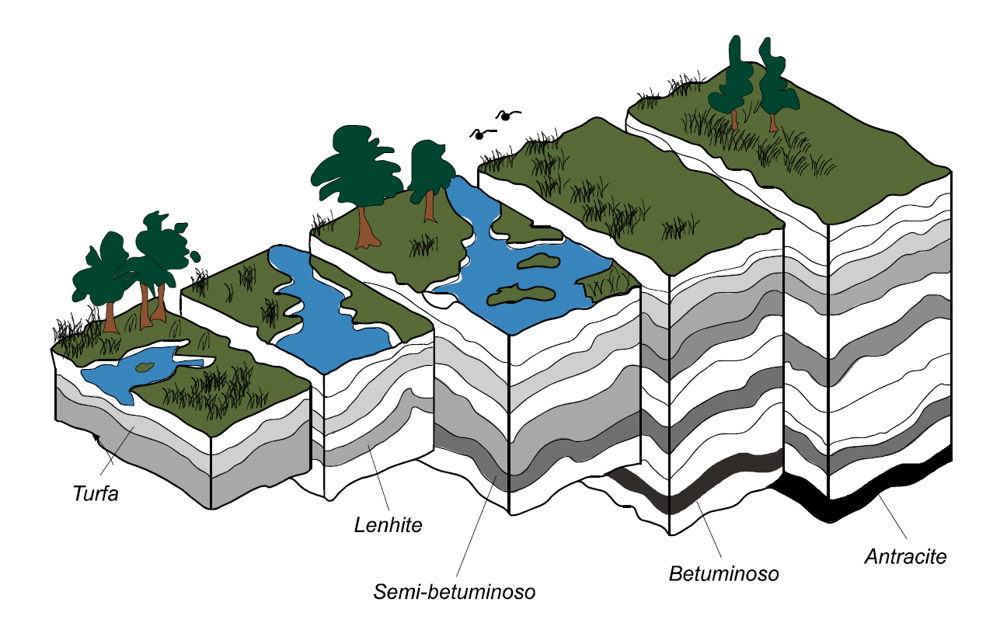 Turfa
Lenhite
Semi-betuminoso
Betuminoso
Antracite